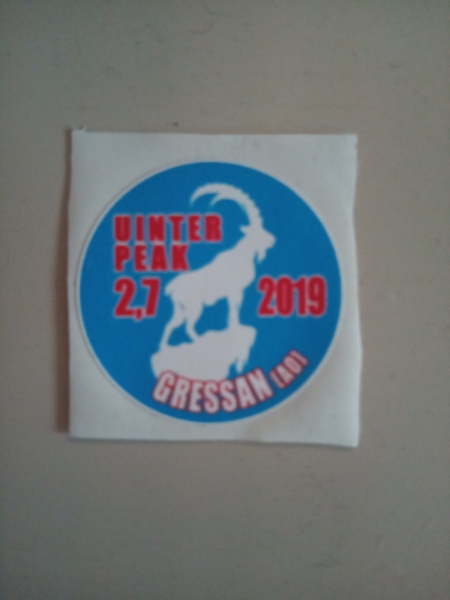 UINTER
PEAK
2,7 2019
GRESSAN (AO)